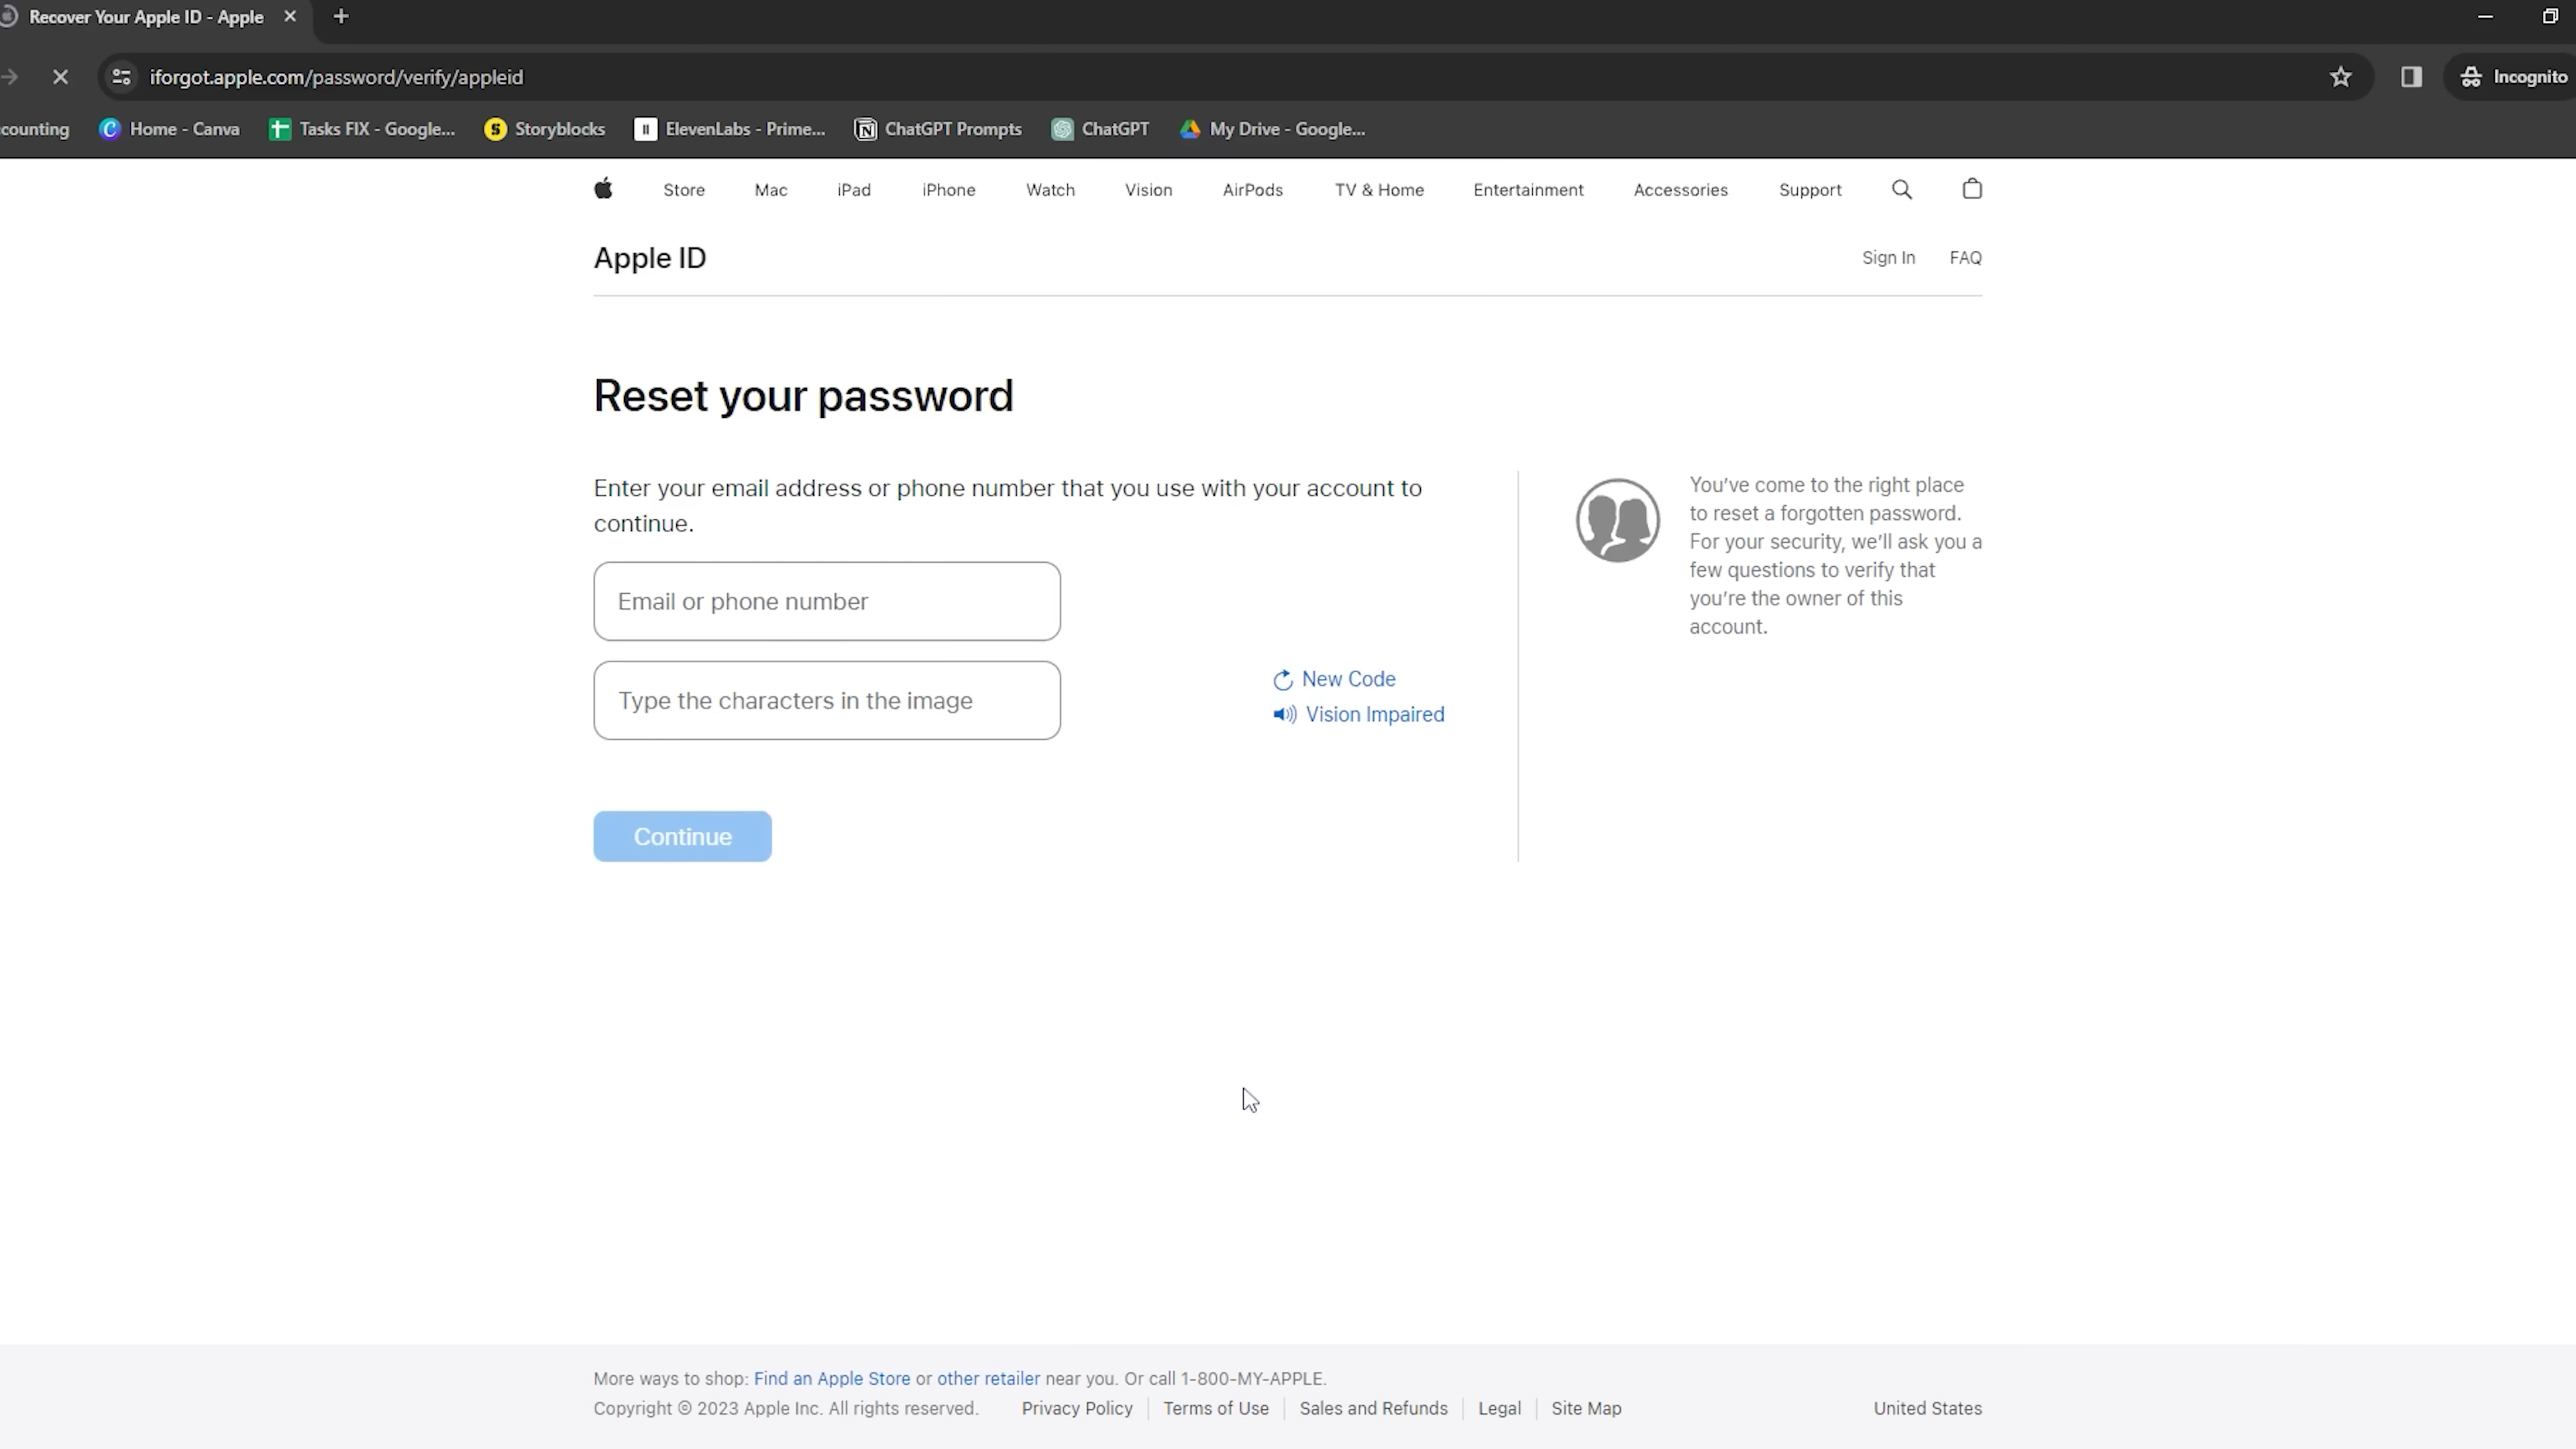 Recover Your Apple ID - Apple
iforgot.apple.com/password/verify/appleid
Incognito
counting
Home - Canva
Tasks FIX - Google...
Storyblocks
ElevenLabs - Prime...
ChatGPT Prompts
ChatGPT
My Drive - Google...
Store
Mac
iPad
iPhone
Watch
Vision
AirPods
TV & Home
Entertainment
Accessories
Support
Apple ID
Sign In
FAQ
Reset your password
Enter your email address or phone number that you use with your account to
continue.
Email or phone number
Type the characters in the image
New Code
Vision Impaired
Continue
You've come to the right place
to reset a forgotten password.
For your security, we'll ask you a
few questions to verify that
you're the owner of this
account.
More ways to shop: Find an Apple Store or other retailer near you. Or call 1-800-MY-APPLE.
Copyright © 2023 Apple Inc. All rights reserved.
Privacy Policy
Terms of Use
Sales and Refunds
Legal
Site Map
United States